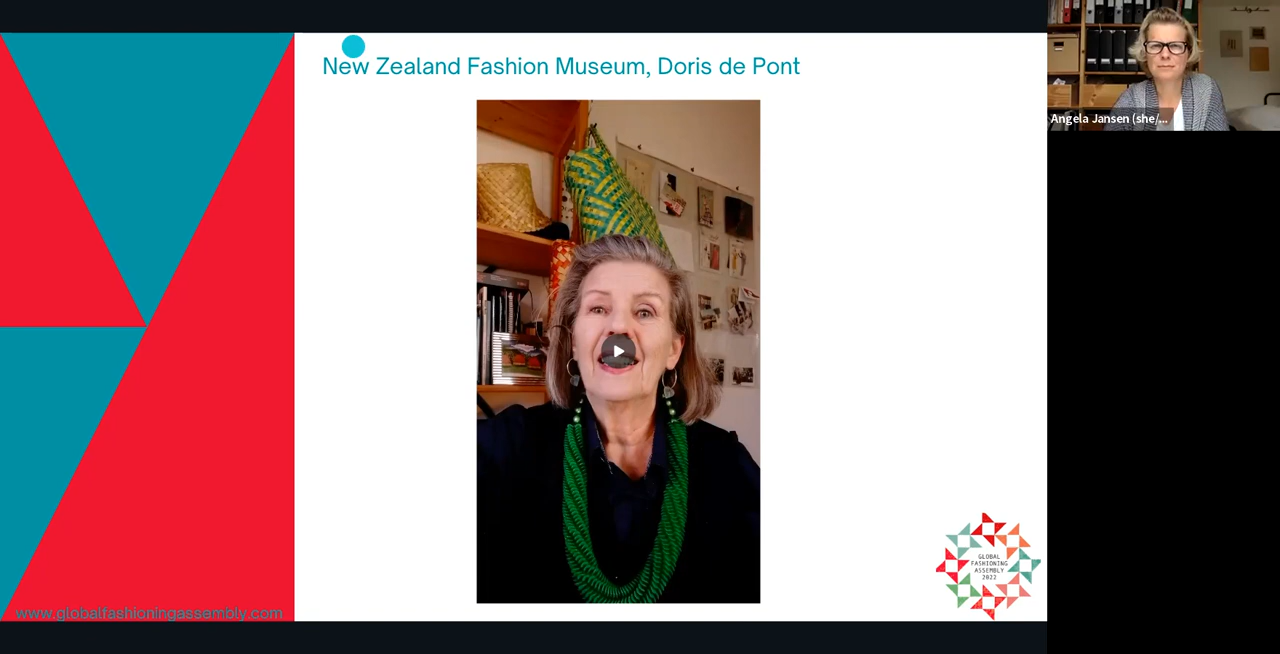 New Zealand Fashion Museum, Doris de Pont
Angela Jansen (she/...
GLOBAL
FASHIONING
ASSEMBLY
2022
www.globalfashioningassembly.com